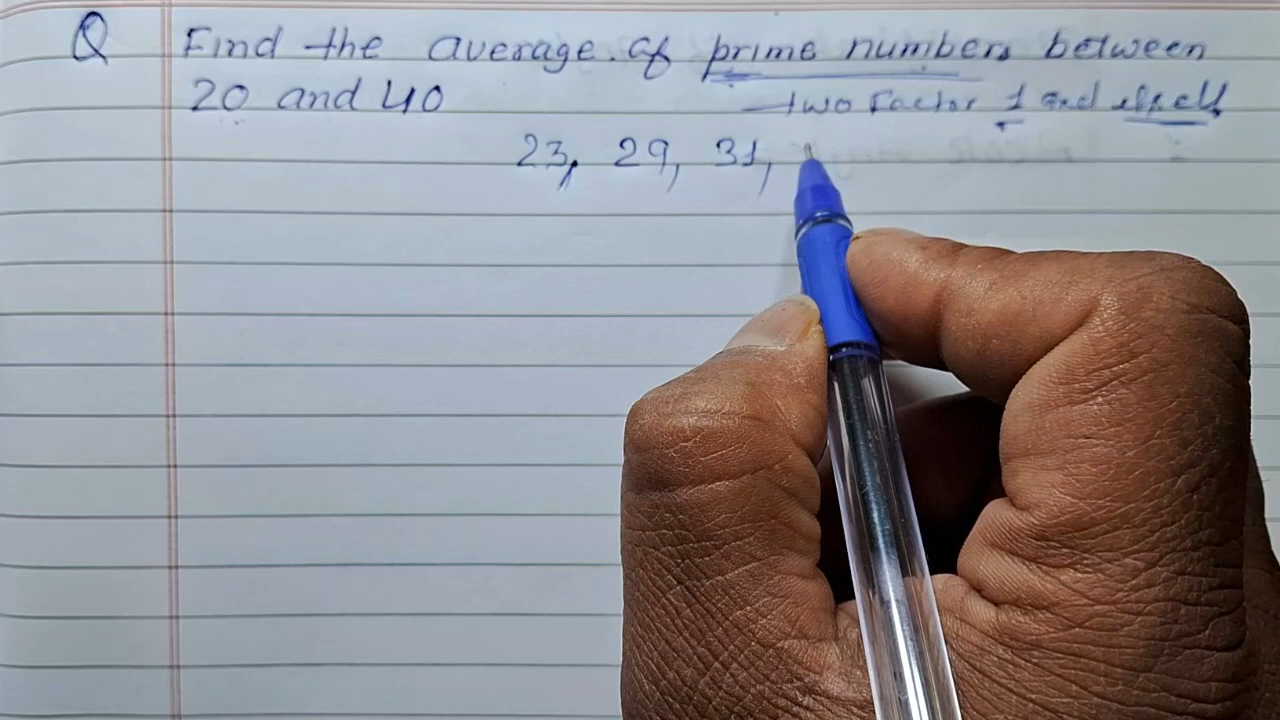 Q Find the average of prime numbers between
20 and 40 two Factor 1 and itself
23, 29, 31,